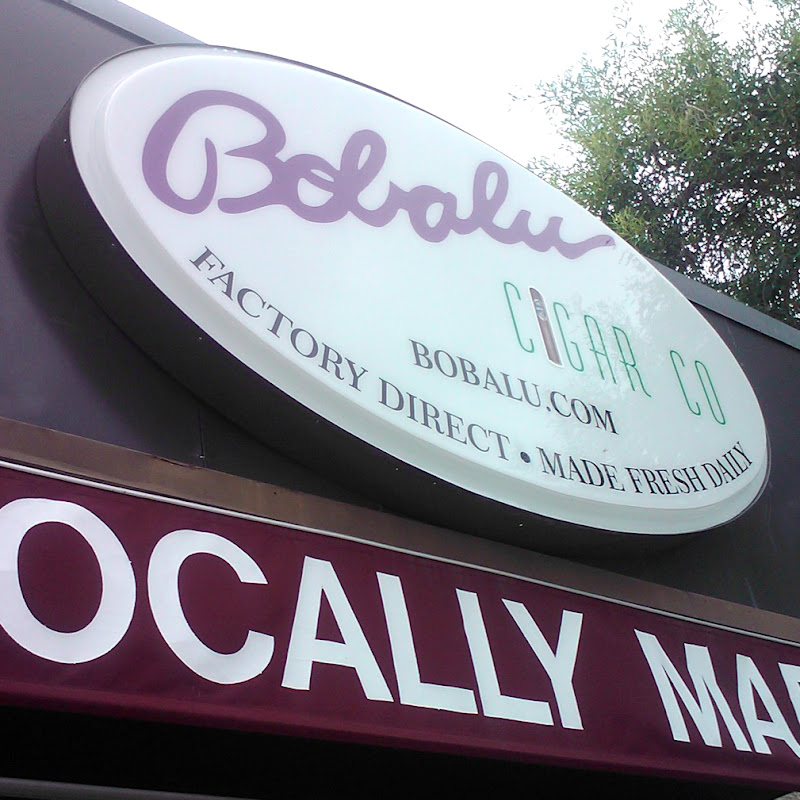 Bobalu
CIGAR CO
BOBALU.COM
FACTORY DIRECT • MADE FRESH DAILY
OCALLY MA